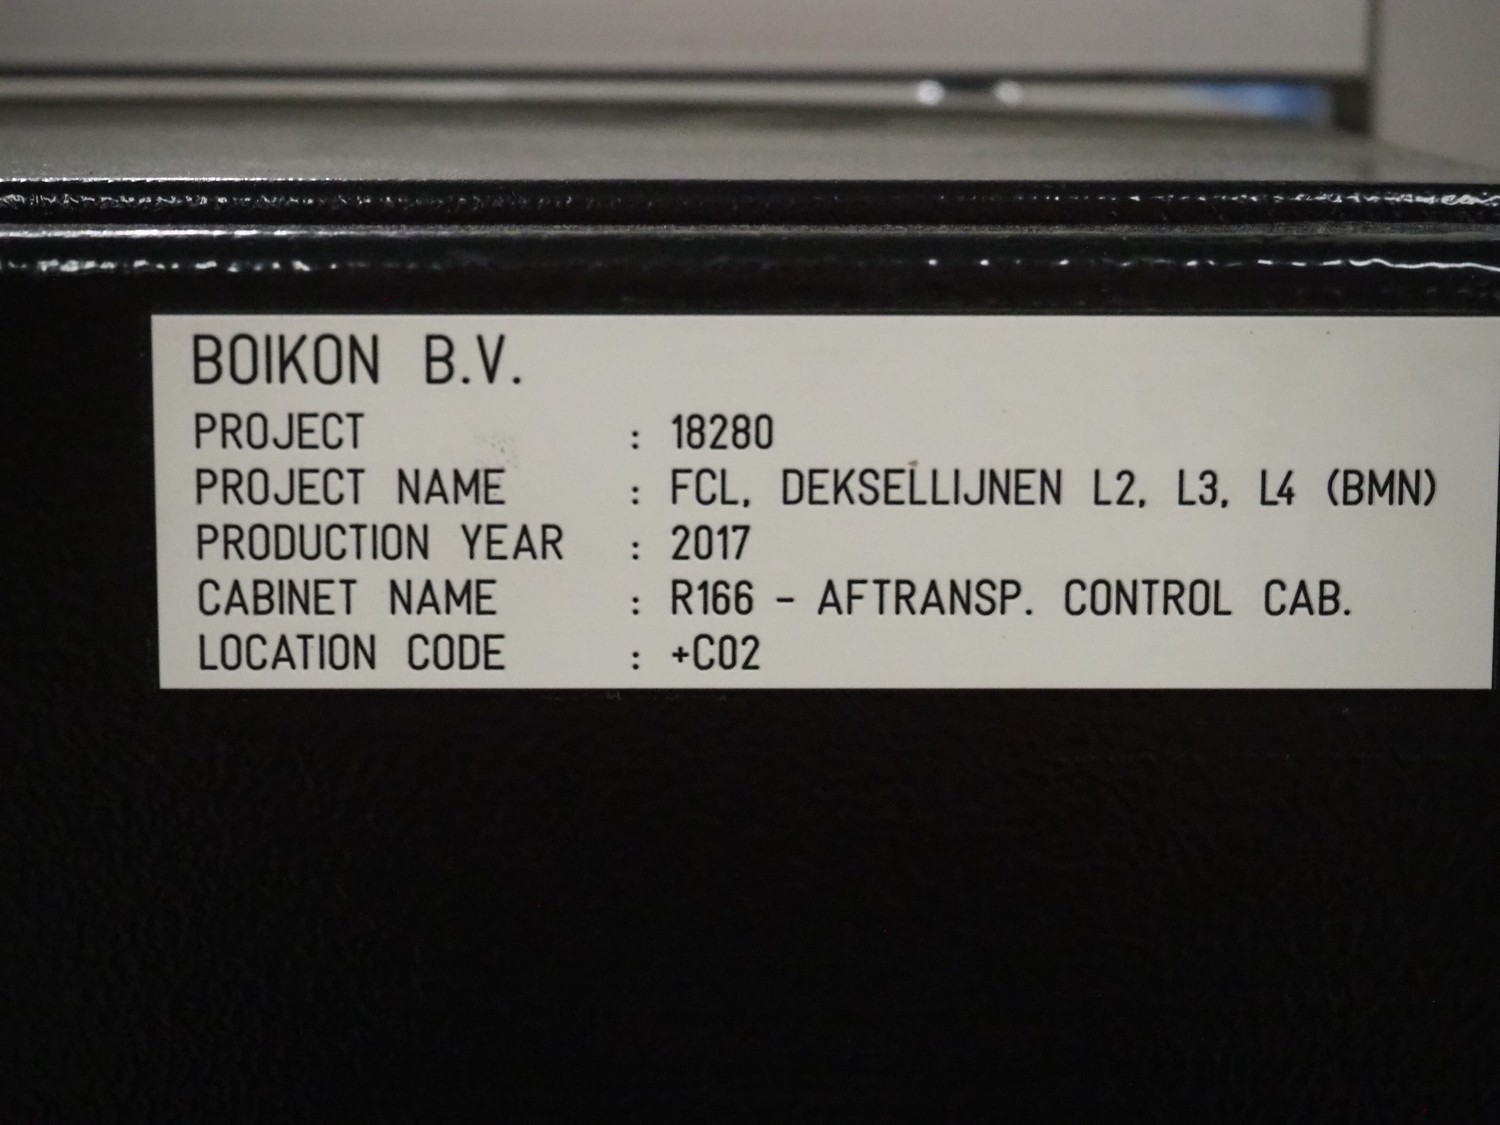 BOIKON B.V.
PROJECT : 18280
PROJECT NAME : FCL, DEKSELLIJNEN L2, L3, L4 (BMN)
PRODUCTION YEAR : 2017
CABINET NAME : R166 - AFTRANSP. CONTROL CAB.
LOCATION CODE : +C02